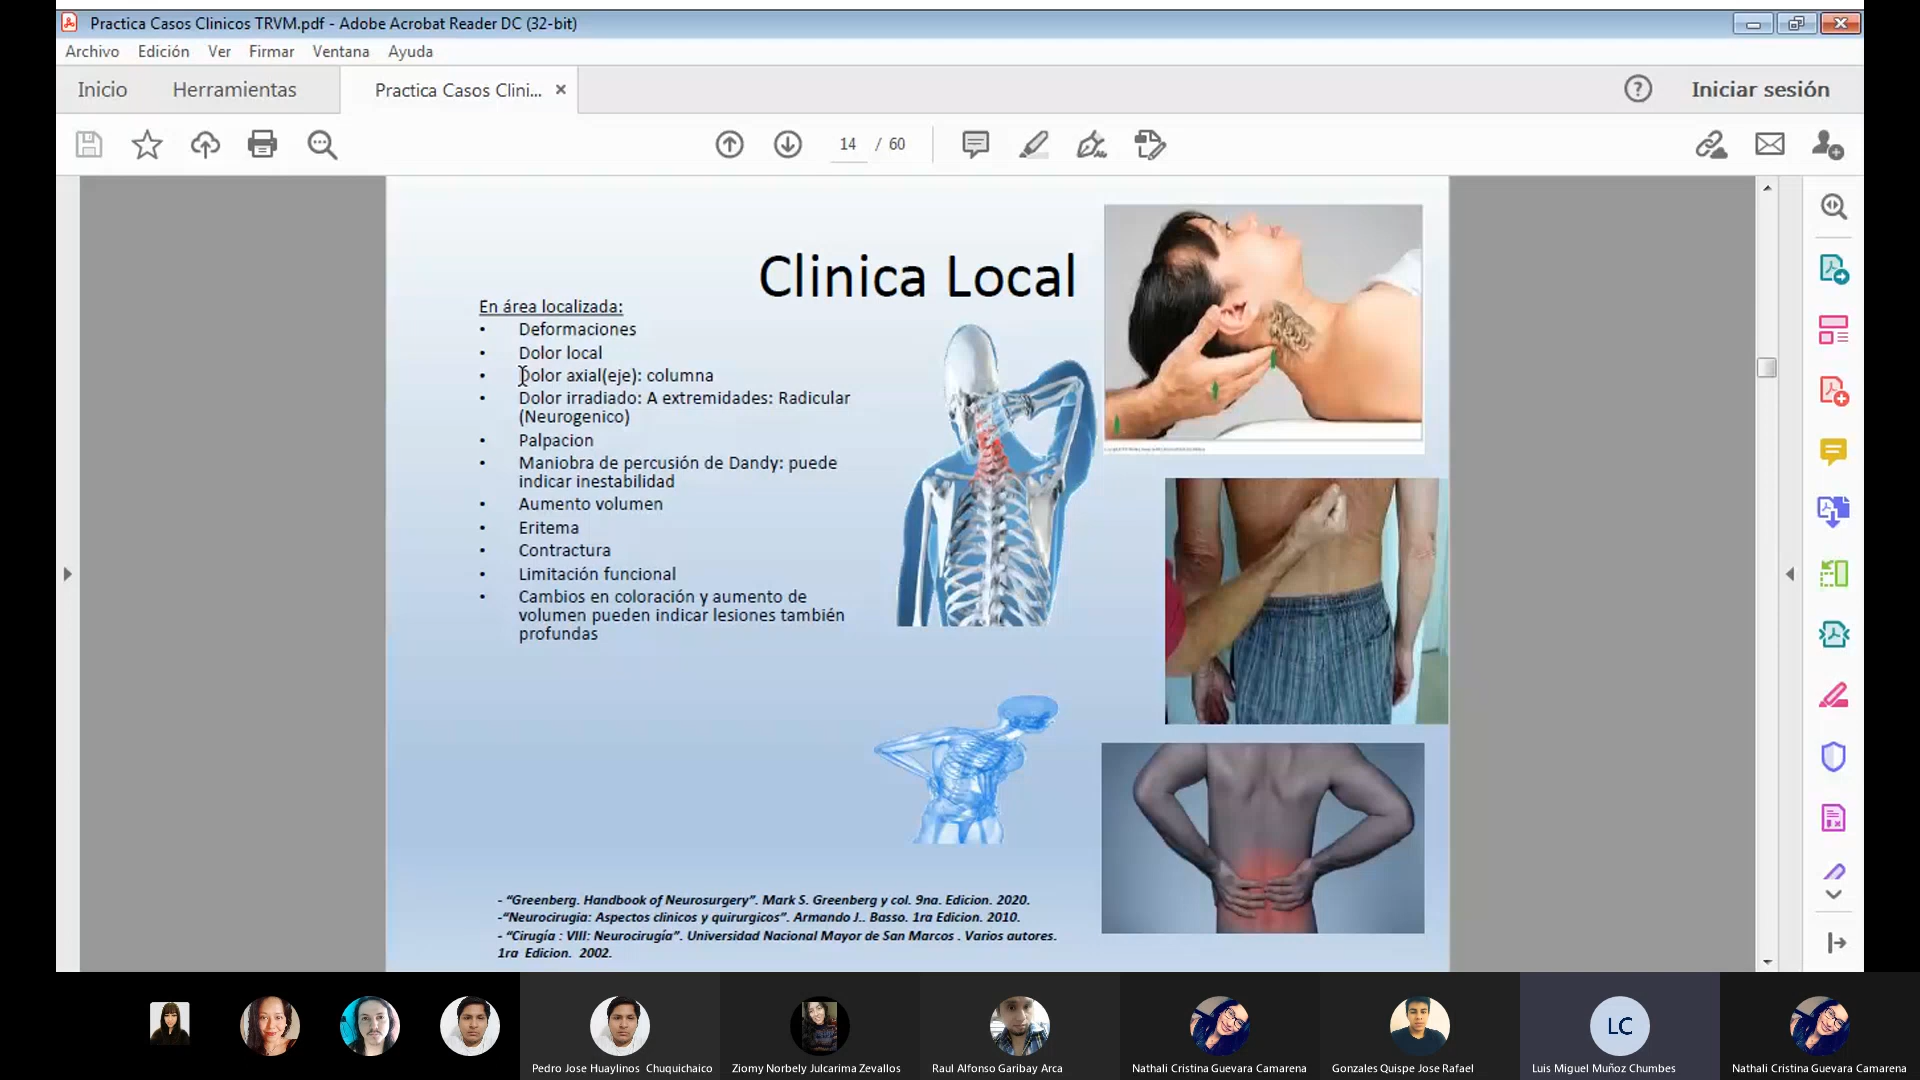 Practica Casos Clinicos TRVM.pdf - Adobe Acrobat Reader DC (32-bit)
Archivo Edición Ver Firmar Ventana Ayuda
Inicio Herramientas Practica Casos Clini... × ? Iniciar sesión
14 / 60
Clinica Local
En área localizada:
• Deformaciones
• Dolor local
• Dolor axial(eje): columna
• Dolor irradiado: A extremidades: Radicular
(Neurogenico)
• Palpacion
• Maniobra de percusión de Dandy: puede
indicar inestabilidad
• Aumento volumen
• Eritema
• Contractura
• Limitación funcional
• Cambios en coloración y aumento de
volumen pueden indicar lesiones también
profundas
- “Greenberg. Handbook of Neurosurgery”. Mark S. Greenberg y col. 9na. Edicion. 2020.
-“Neurocirugia: Aspectos clinicos y quirurgicos”. Armando J.. Basso. 1ra Edicion. 2010.
- “Cirugía : VIII: Neurocirugía”. Universidad Nacional Mayor de San Marcos . Varios autores.
1ra Edicion. 2002.
LC
Pedro Jose Huaylinos Chuquichaico
Ziomy Norbely Julcarima Zevallos
Raul Alfonso Garibay Arca
Nathali Cristina Guevara Camarena
Gonzales Quispe Jose Rafael
Luis Miguel Muñoz Chumbes
Nathali Cristina Guevara Camarena